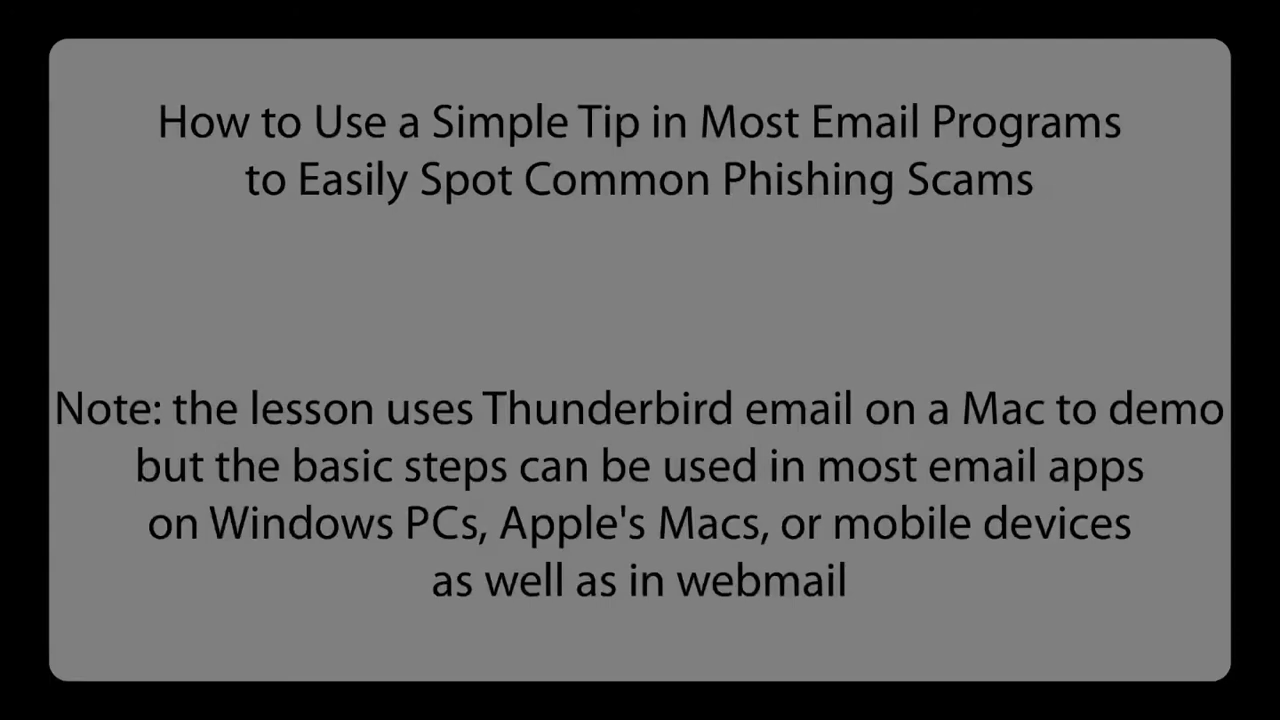 How to Use a Simple Tip in Most Email Programs
to Easily Spot Common Phishing Scams
Note: the lesson uses Thunderbird email on a Mac to demo
but the basic steps can be used in most email apps
on Windows PCs, Apple's Macs, or mobile devices
as well as in webmail